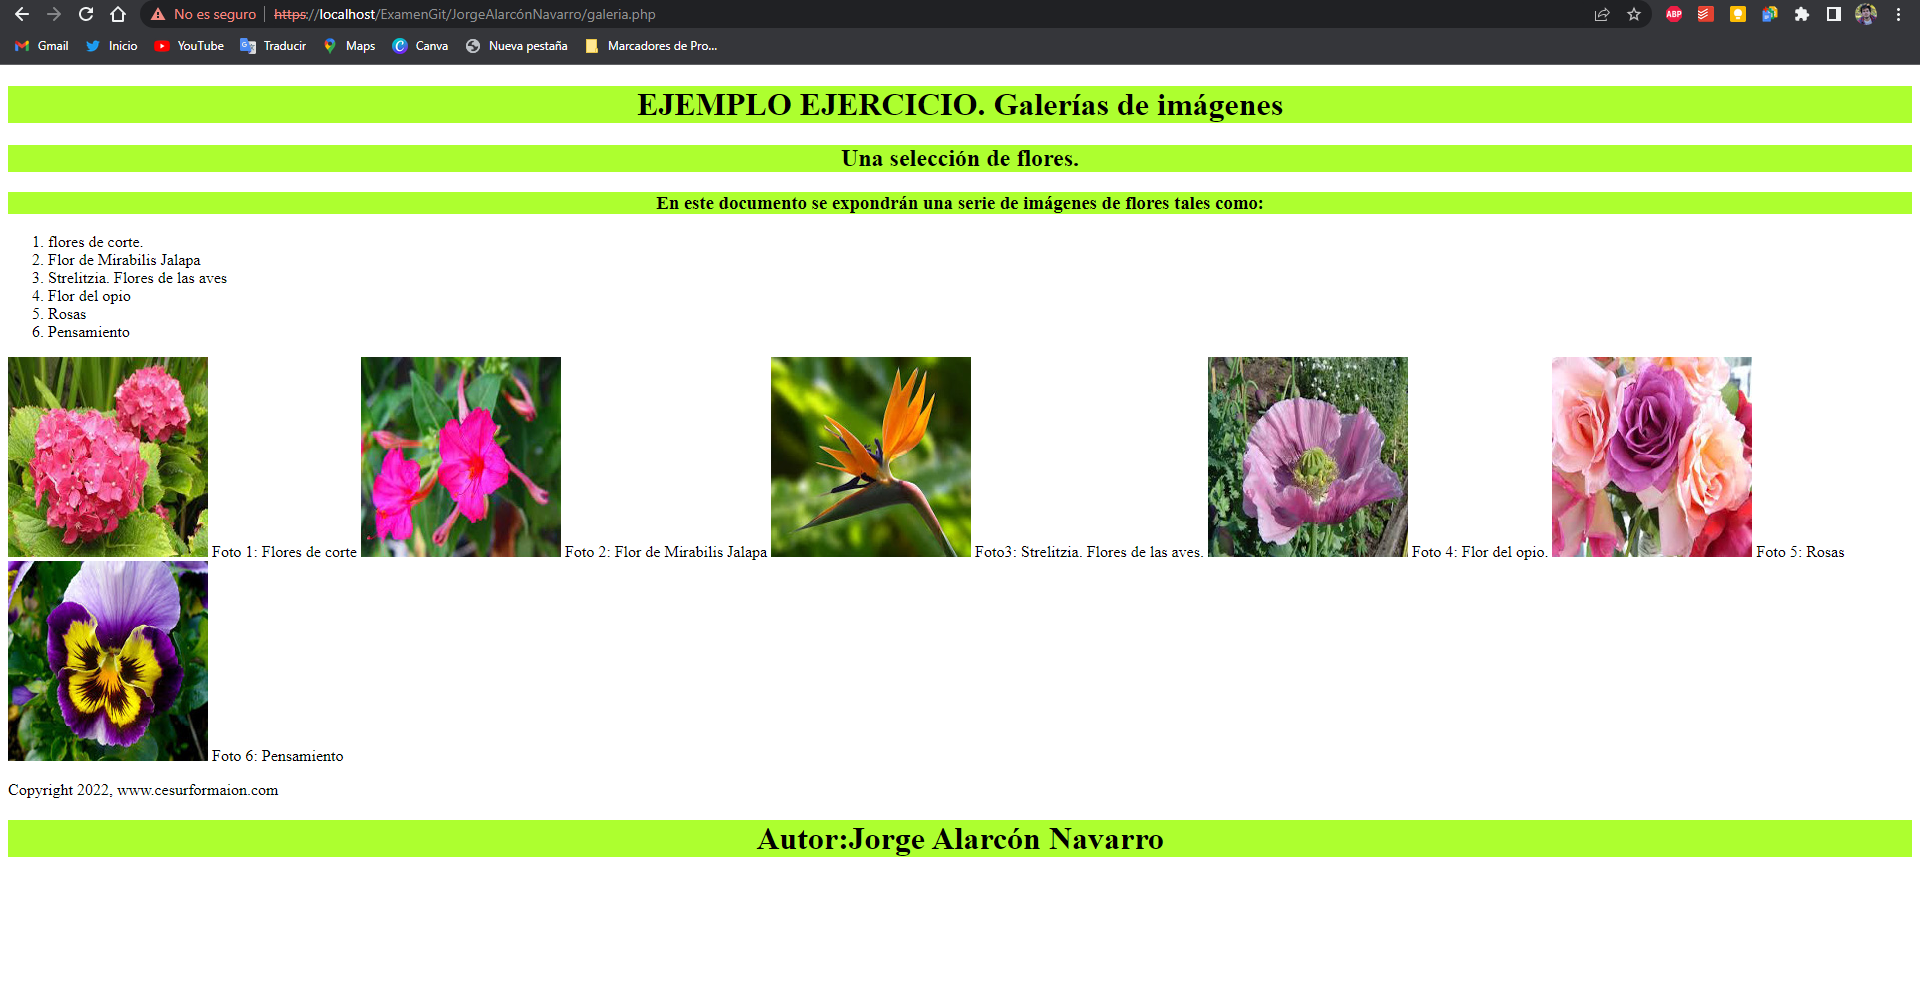 No es seguro https://localhost/ExamenGit/JorgeAlarcónNavarro/galeria.php ABP
Gmail Inicio YouTube Traducir Maps Canva Nueva pestaña Marcadores de Pro...
EJEMPLO EJERCICIO. Galerías de imágenes
Una selección de flores.
En este documento se expondrán una serie de imágenes de flores tales como:
1. flores de corte.
2. Flor de Mirabilis Jalapa
3. Strelitzia. Flores de las aves
4. Flor del opio
5. Rosas
6. Pensamiento
Foto 1: Flores de corte Foto 2: Flor de Mirabilis Jalapa Foto3: Strelitzia. Flores de las aves. Foto 4: Flor del opio. Foto 5: Rosas
Foto 6: Pensamiento
Copyright 2022, www.cesurformaion.com
Autor:Jorge Alarcón Navarro